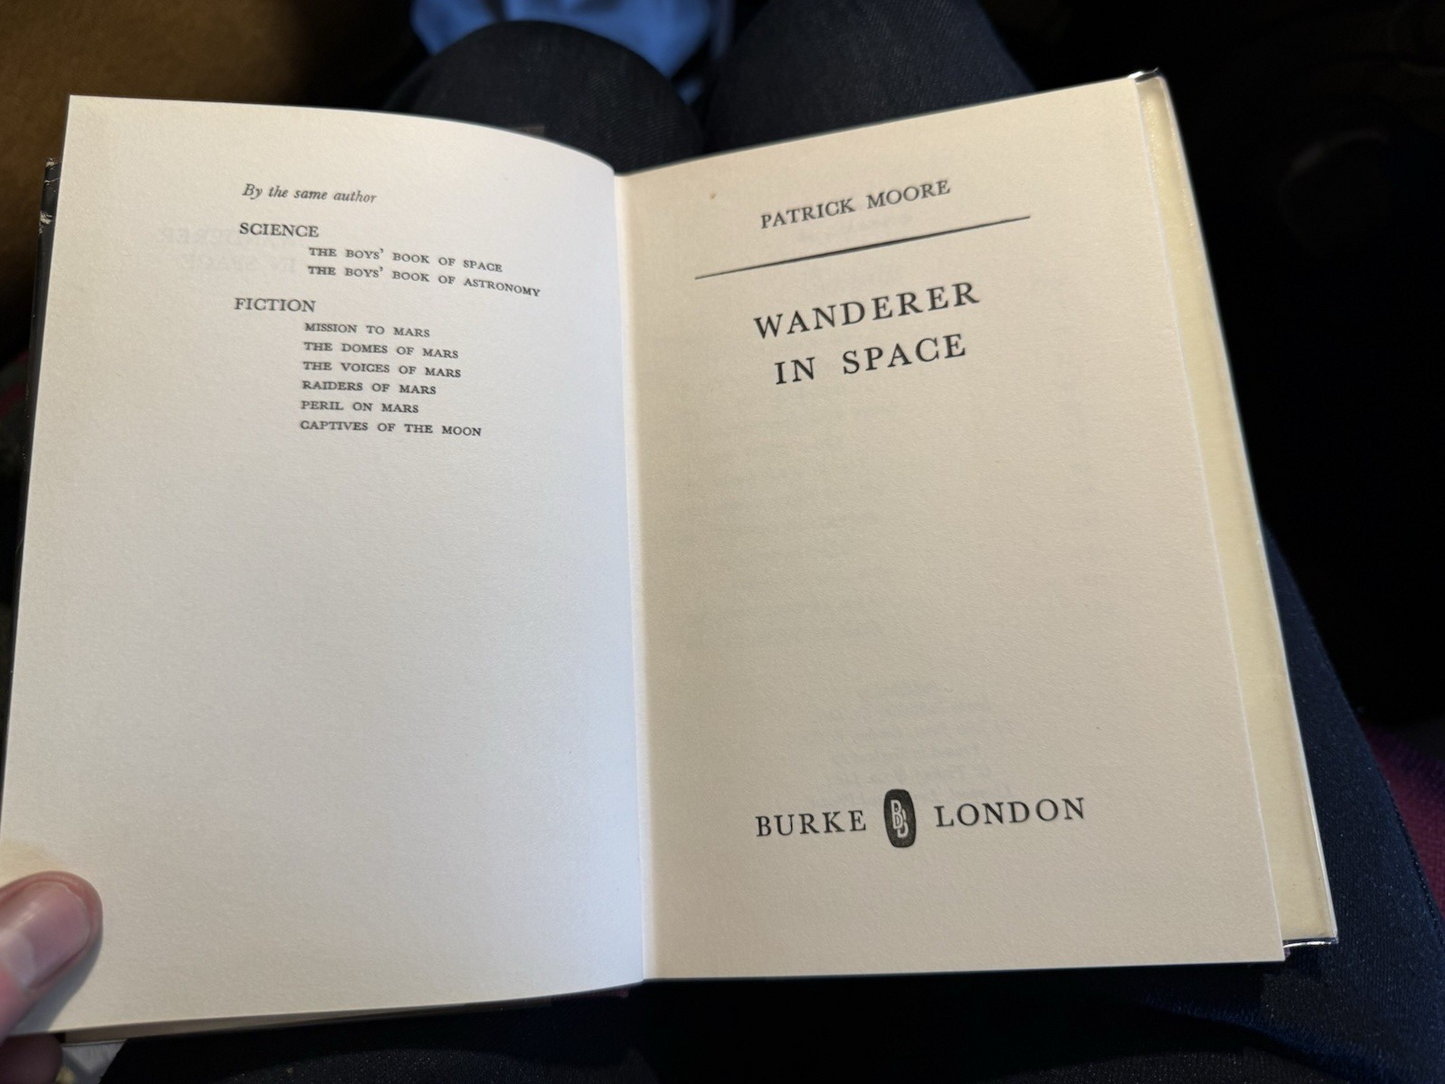 By the same author
SCIENCE
THE BOYS' BOOK OF SPACE
THE BOYS' BOOK OF ASTRONOMY
FICTION
MISSION TO MARS
THE DOMES OF MARS
THE VOICES OF MARS
RAIDERS OF MARS
PERIL ON MARS
CAPTIVES OF THE MOON
PATRICK MOORE
WANDERER
IN SPACE
BURKE B LONDON